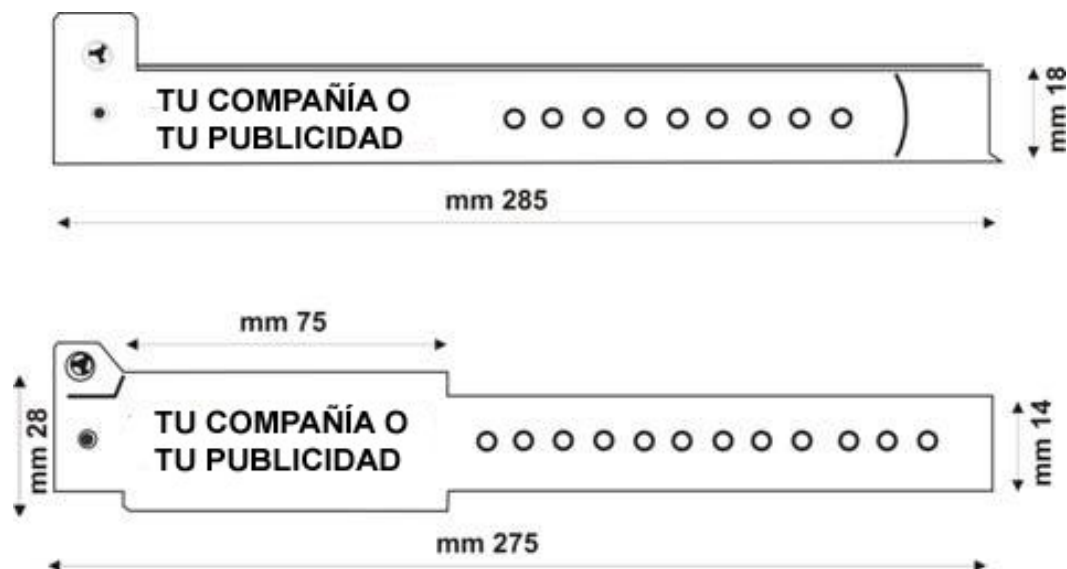 TU COMPAÑÍA O
TU PUBLICIDAD
mm 18
mm 285
mm 75
mm 28
TU COMPAÑÍA O
TU PUBLICIDAD
mm 14
mm 275